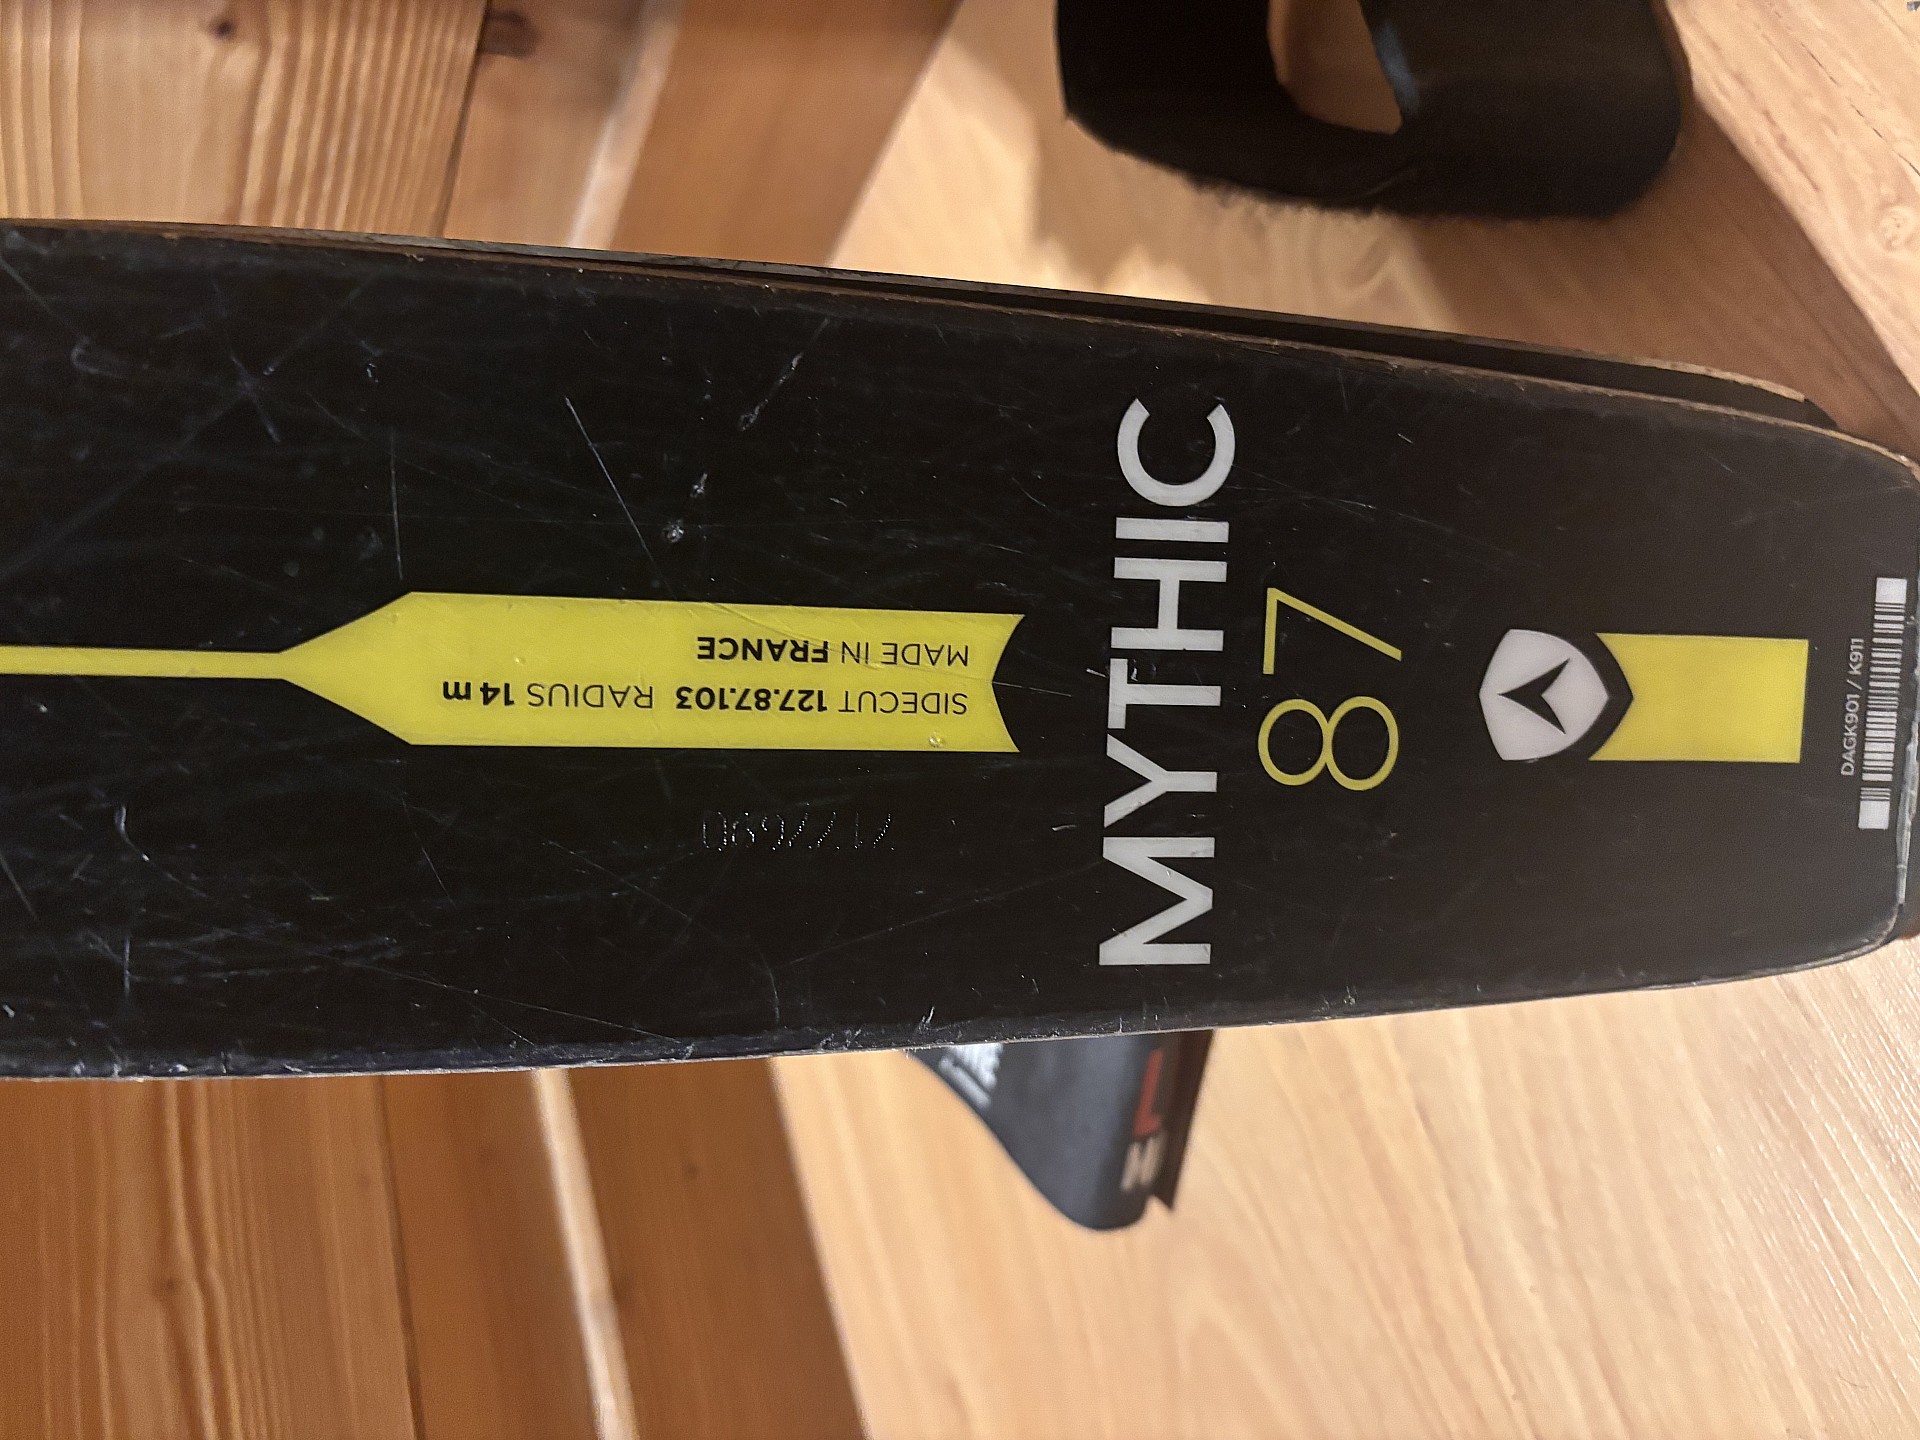 MYTHIC
87
SIDECUT 127.87.103 RADIUS 14 m
MADE IN FRANCE
DAGK901 / K911